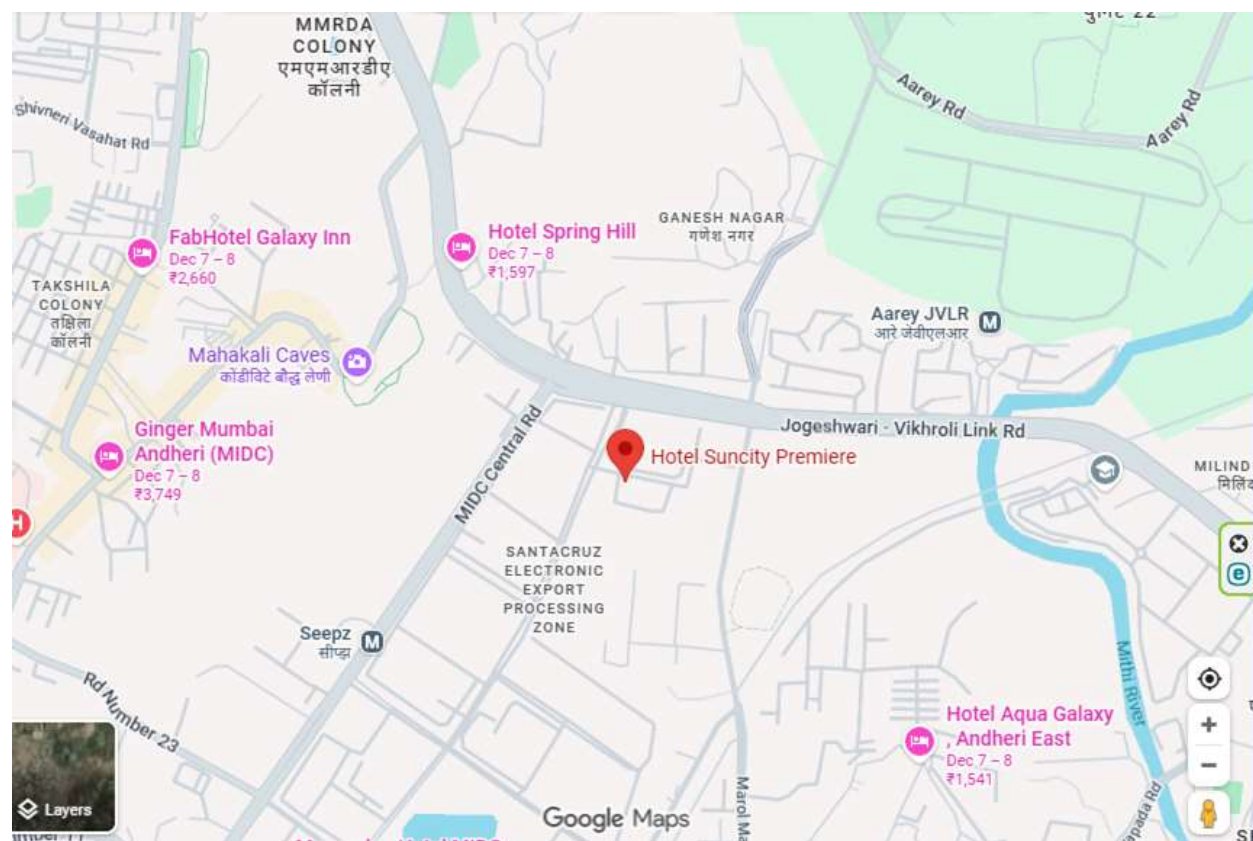 MMRDA
COLONY
एमएमआरडीए
कॉलनी
Shivneri Vasahat Rd
Aarey Rd
Aarey Rd
FabHotel Galaxy Inn
Dec 7 – 8
₹2,660
Hotel Spring Hill
Dec 7 – 8
₹1,597
GANESH NAGAR
गणेश नगर
TAKSHILA
COLONY
तक्षिला
कॉलनी
Aarey JVLR
आरे जेवीएलआर
M
Mahakali Caves
कोंडीविटे बौद्ध लेणी
MIDC Central Rd
Jogeshwari - Vikhroli Link Rd
Ginger Mumbai
Andheri (MIDC)
Dec 7 – 8
₹3,749
Hotel Suncity Premiere
MILIND
मिलिंद
H
e
SANTACRUZ
ELECTRONIC
EXPORT
PROCESSING
ZONE
Seepz
सीप्झ
M
Mithi River
Rd Number 23
Hotel Aqua Galaxy
, Andheri East
Dec 7 – 8
₹1,541
Marol Ma
apada Rd
Layers
Google Maps